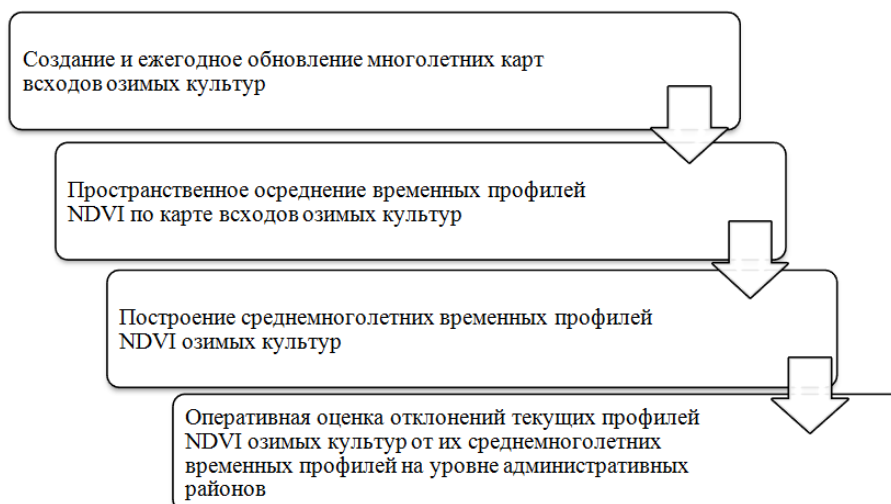 Создание и ежегодное обновление многолетних карт
всходов озимых культур
Пространственное осреднение временных профилей
NDVI по карте всходов озимых культур
Построение среднемноголетних временных профилей
NDVI озимых культур
Оперативная оценка отклонений текущих профилей
NDVI озимых культур от их среднемноголетних
временных профилей на уровне административных
районов